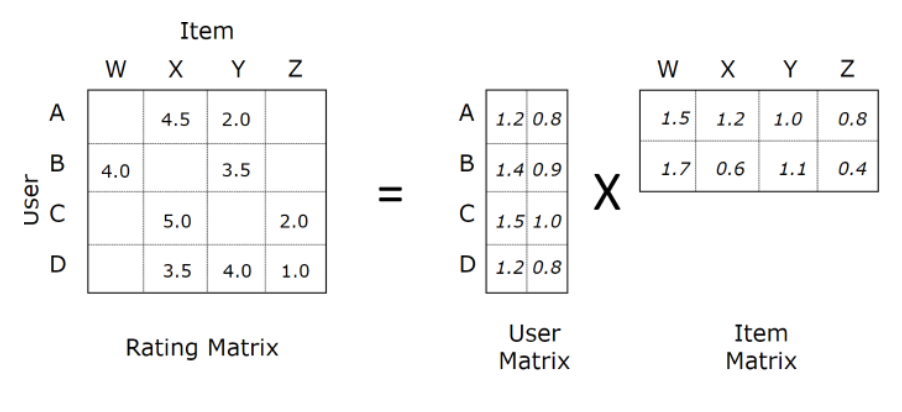 Item
W X Y Z W X Y Z
A 4.5 2.0 A 1.2 0.8 1.5 1.2 1.0 0.8
B 4.0 3.5 B 1.4 0.9 1.7 0.6 1.1 0.4
User
= X
C 5.0 2.0 C 1.5 1.0
D 3.5 4.0 1.0 D 1.2 0.8
Rating Matrix
User
Matrix
Item
Matrix